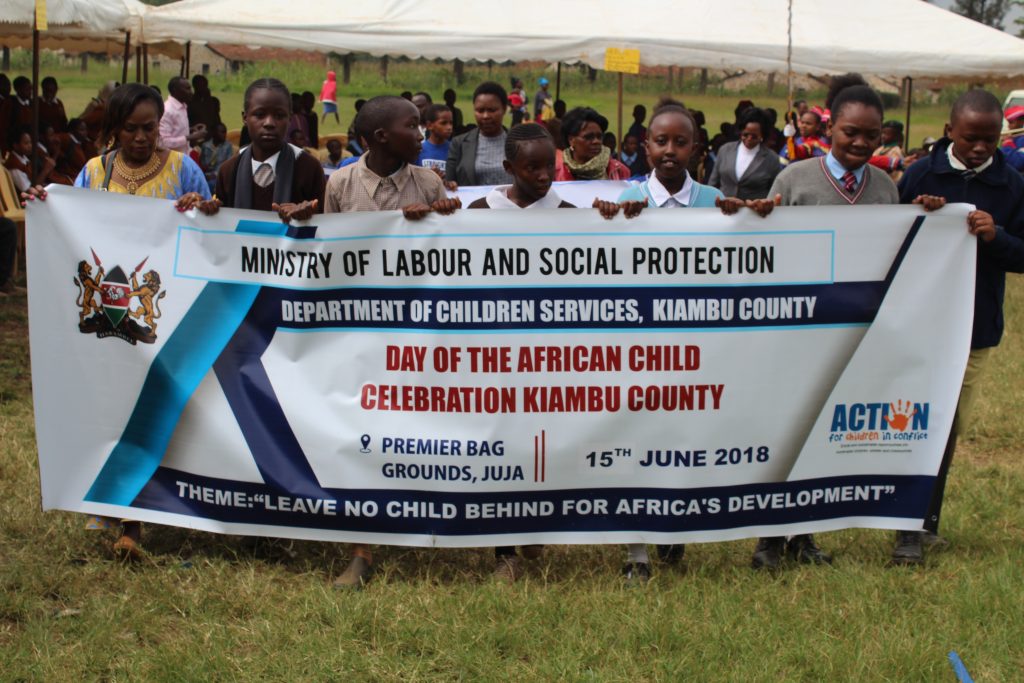 MINISTRY OF LABOUR AND SOCIAL PROTECTION
DEPARTMENT OF CHILDREN SERVICES, KIAMBU COUNTY
DAY OF THE AFRICAN CHILD
CELEBRATION KIAMBU COUNTY
PREMIER BAG
GROUNDS, JUJA
15TH JUNE 2018
THEME:“LEAVE NO CHILD BEHIND FOR AFRICA'S DEVELOPMENT”
HARAMBEE
ACTION
for children in conflict